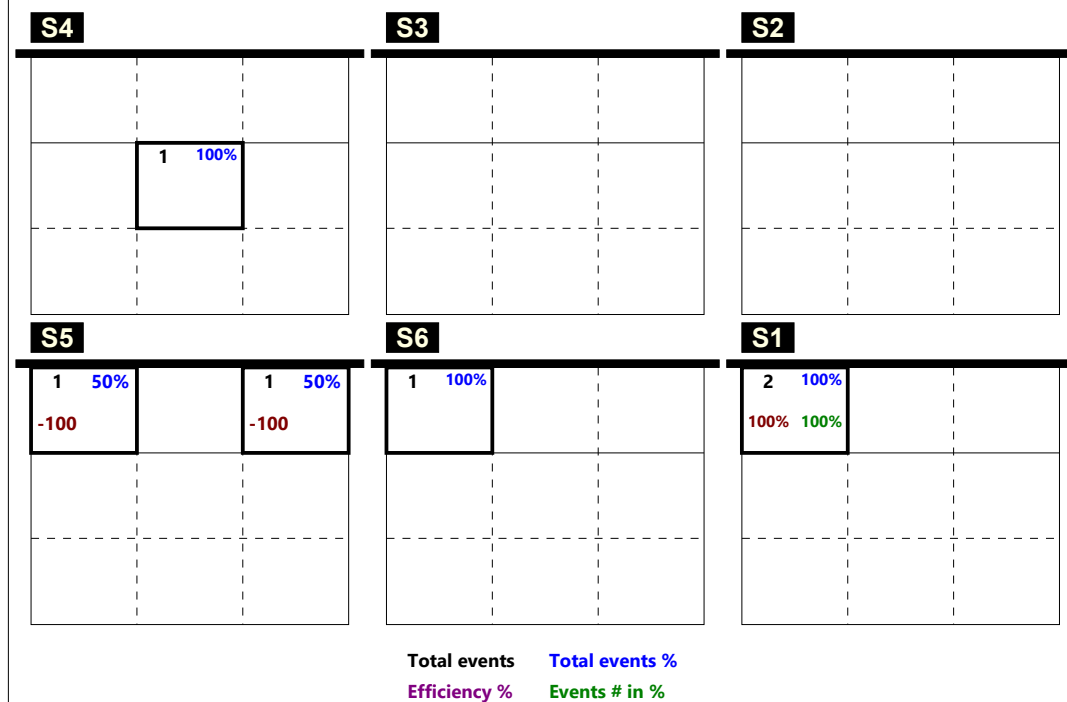 S4 S3 S2
1 100%
S5 S6 S1
1 50% 1 50% 1 100% 2 100%
-100 -100 100% 100%
Total events Total events %
Efficiency % Events # in %